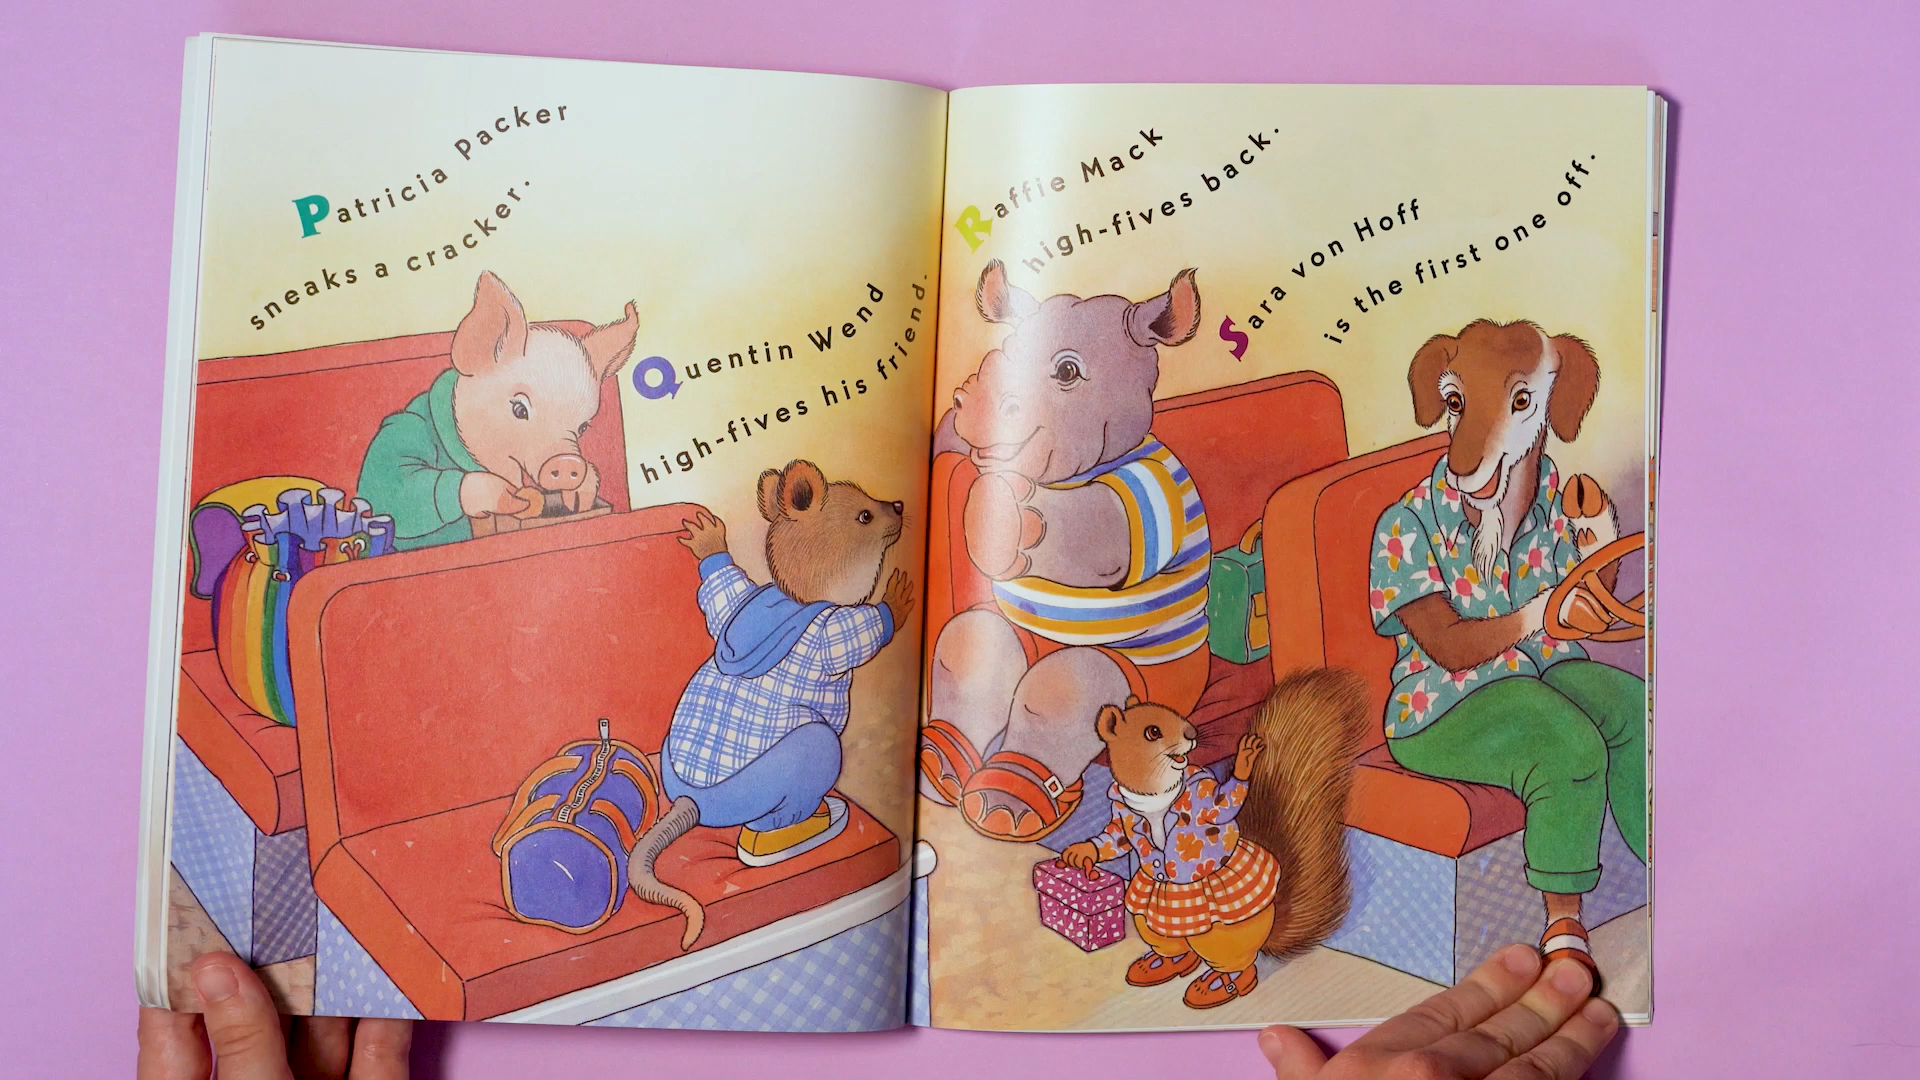 Patricia Packer
sneaks a cracker.
Quentin Wend
high-fives his friend.
Raffie Mack
high-fives back.
Sara von Hoff
is the first one off.